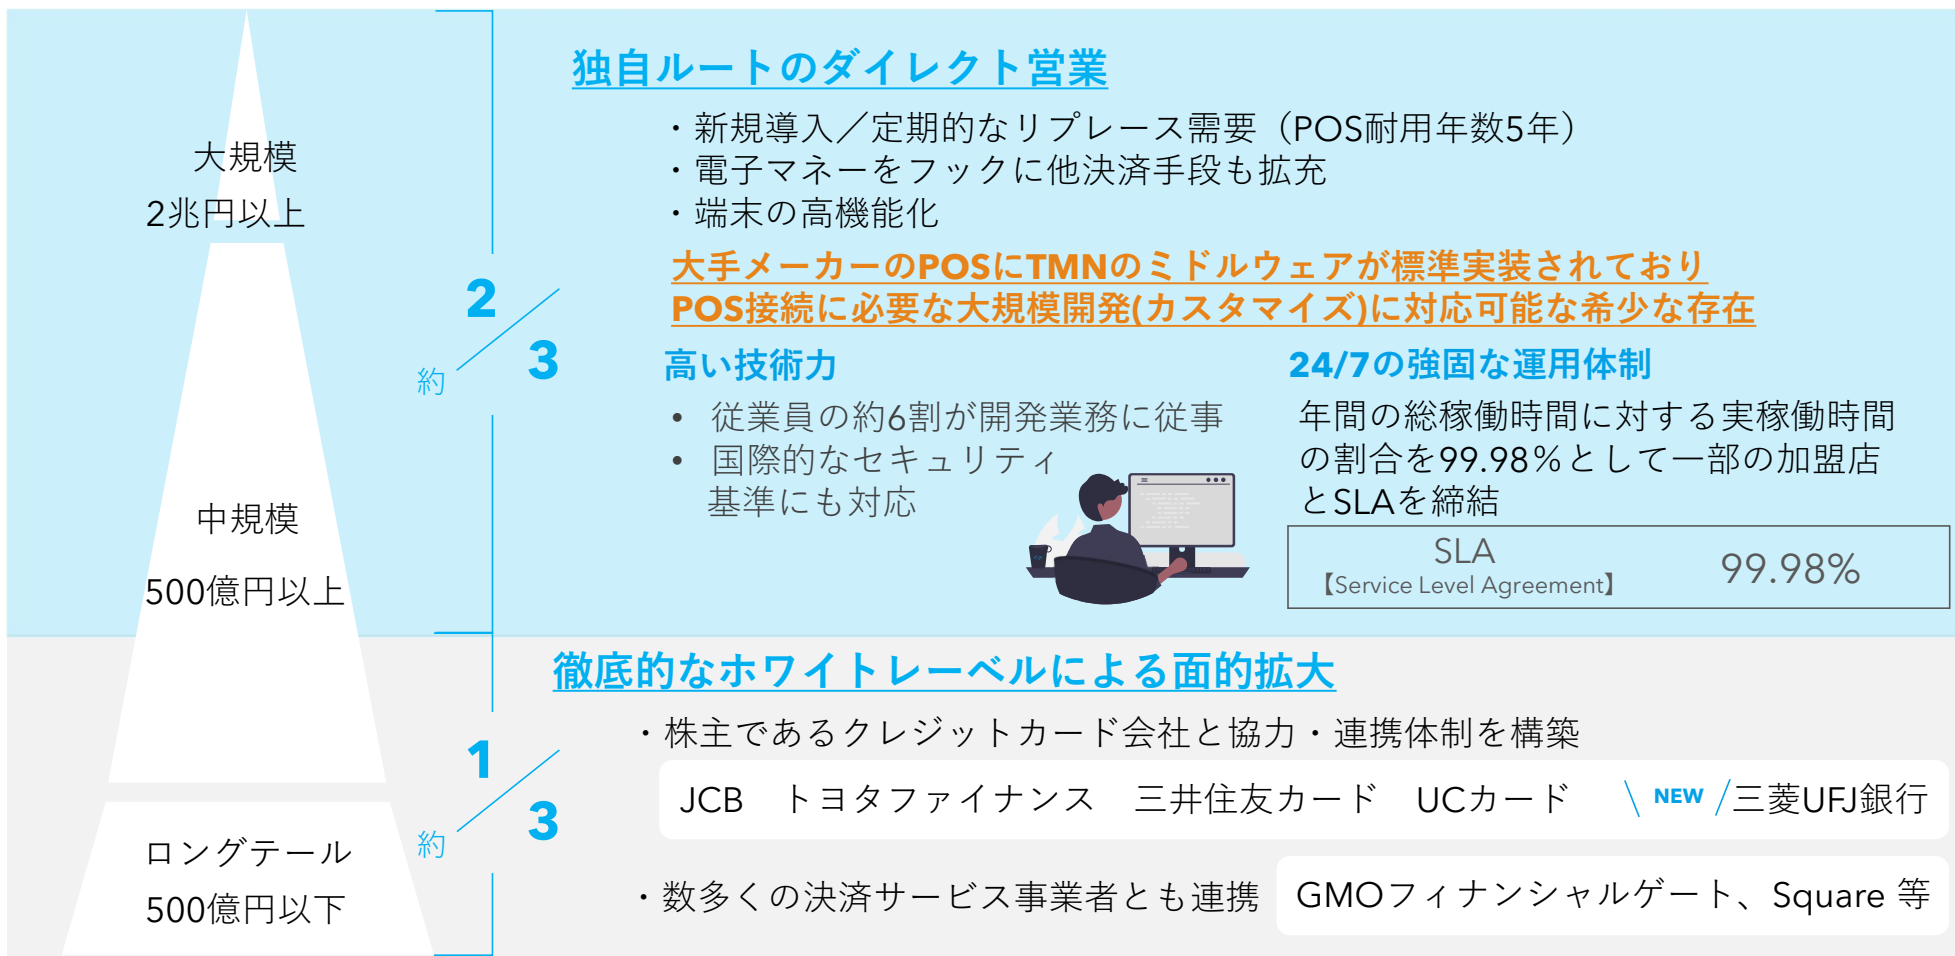 大規模
2兆円以上
中規模
500億円以上
ロングテール
500億円以下
約2/3
約1/3
独自ルートのダイレクト営業
・新規導入／定期的なリプレース需要（POS耐用年数5年）
・電子マネーをフックに他決済手段も拡充
・端末の高機能化
大手メーカーのPOSにTMNのミドルウェアが標準実装されており
POS接続に必要な大規模開発(カスタマイズ)に対応可能な希少な存在
高い技術力
• 従業員の約6割が開発業務に従事
• 国際的なセキュリティ
基準にも対応
24/7の強固な運用体制
年間の総稼働時間に対する実稼働時間
の割合を99.98％として一部の加盟店
とSLAを締結
SLA
【Service Level Agreement】
99.98%
徹底的なホワイトレーベルによる面的拡大
・株主であるクレジットカード会社と協力・連携体制を構築
JCB　トヨタファイナンス　三井住友カード　UCカード　\ NEW /三菱UFJ銀行
・数多くの決済サービス事業者とも連携　GMOフィナンシャルゲート、Square 等